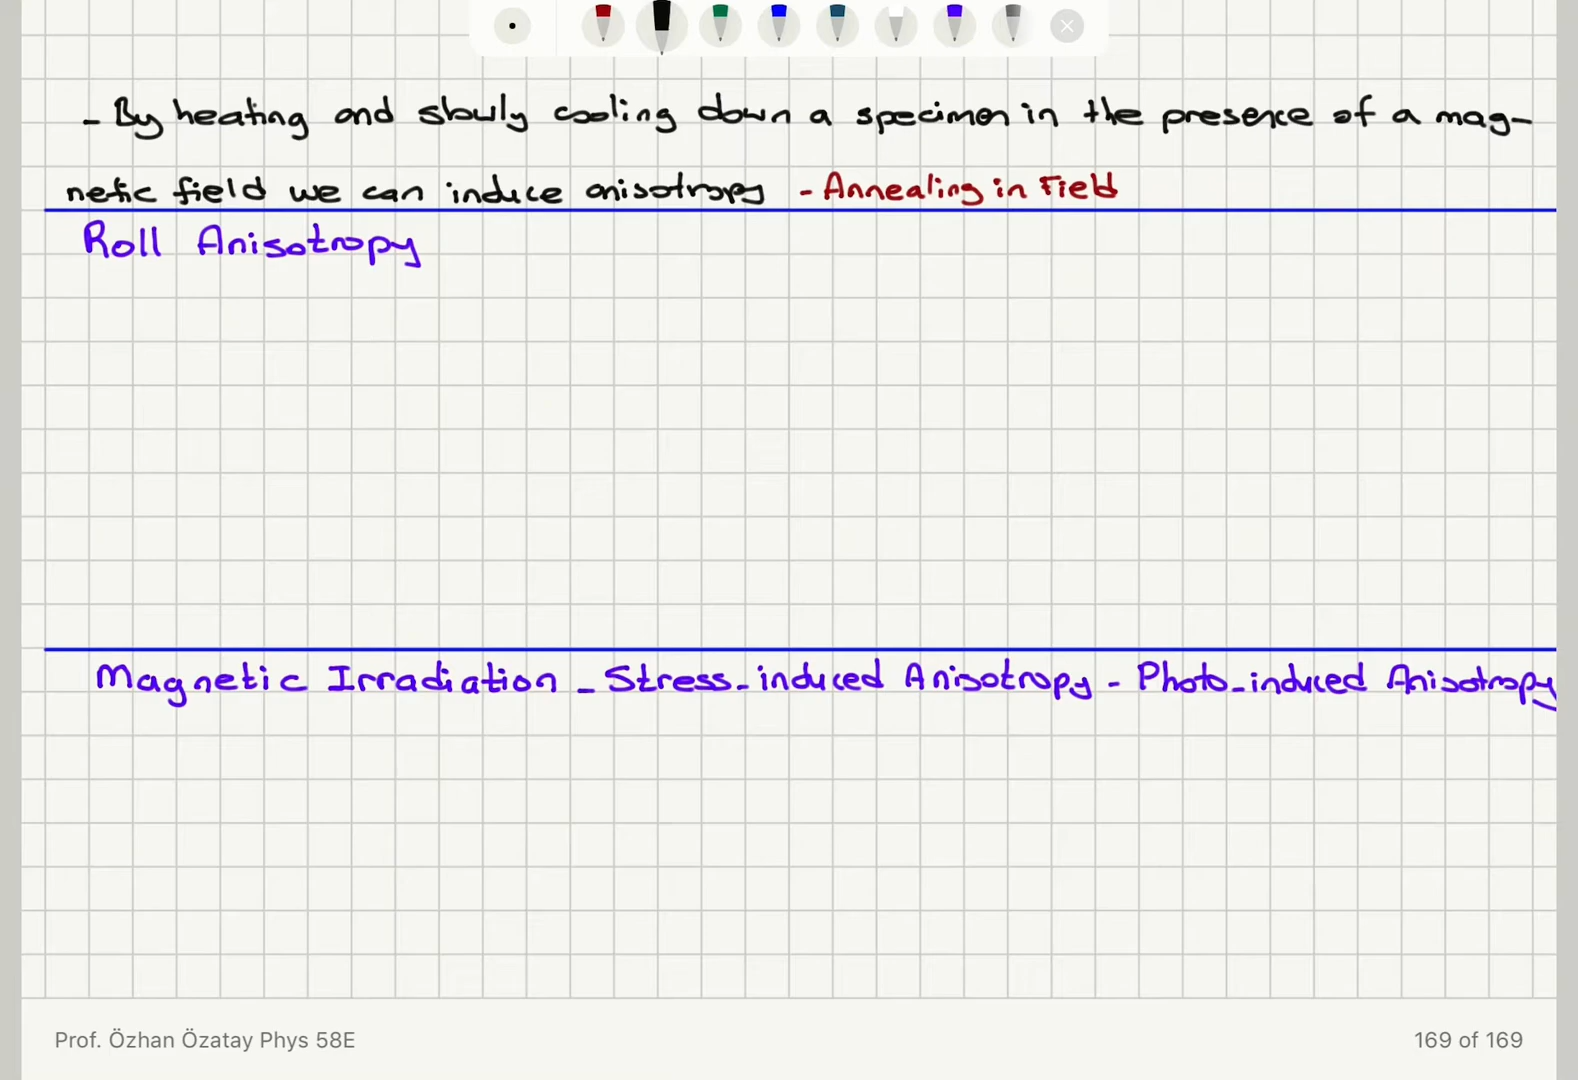 - By heating and slowly cooling down a specimen in the presence of a mag-
netic field we can induce anisotropy - Annealing in Field
Roll Anisotropy
Magnetic Irradiation - Stress-induced Anisotropy - Photo-induced Anisotropy
Prof. Özhan Özatay Phys 58E
169 of 169